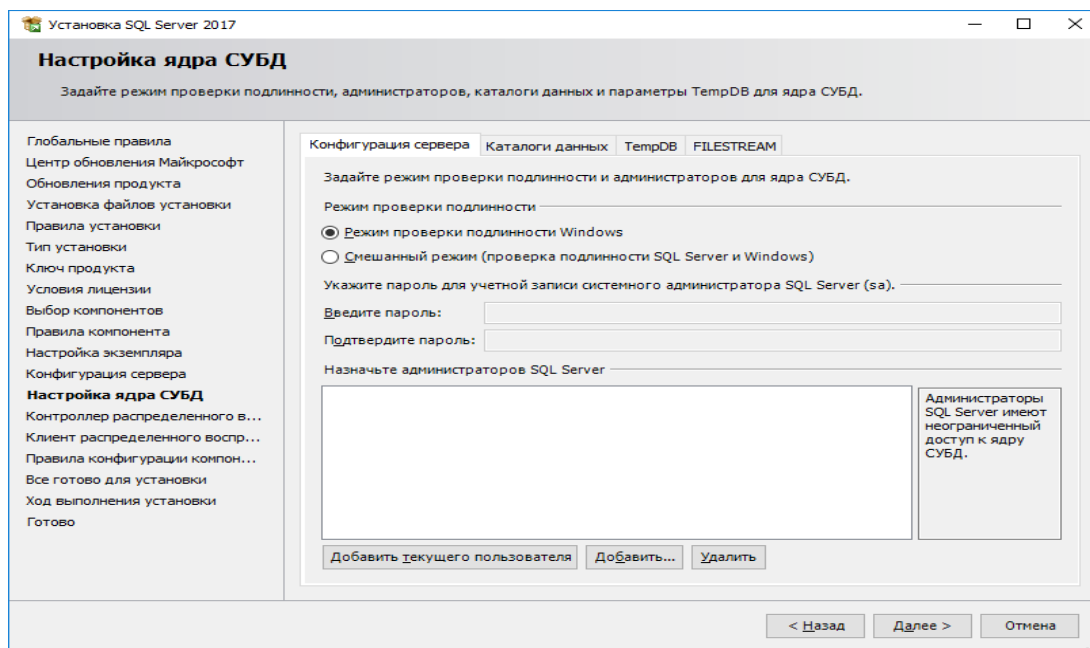 Установка SQL Server 2017
Настройка ядра СУБД
Задайте режим проверки подлинности, администраторов, каталоги данных и параметры TempDB для ядра СУБД.
Глобальные правила
Центр обновления Майкрософт
Обновления продукта
Установка файлов установки
Правила установки
Тип установки
Ключ продукта
Условия лицензии
Выбор компонентов
Правила компонента
Настройка экземпляра
Конфигурация сервера
Настройка ядра СУБД
Контроллер распределенного в...
Клиент распределенного воспр...
Правила конфигурации компон...
Все готово для установки
Ход выполнения установки
Готово
Конфигурация сервера Каталоги данных TempDB FILESTREAM
Задайте режим проверки подлинности и администраторов для ядра СУБД.
Режим проверки подлинности
Режим проверки подлинности Windows
Смешанный режим (проверка подлинности SQL Server и Windows)
Укажите пароль для учетной записи системного администратора SQL Server (sa).
Введите пароль:
Подтвердите пароль:
Назначьте администраторов SQL Server
Администраторы
SQL Server имеют
неограниченный
доступ к ядру
СУБД.
Добавить текущего пользователя Добавить... Удалить
< Назад Далее > Отмена